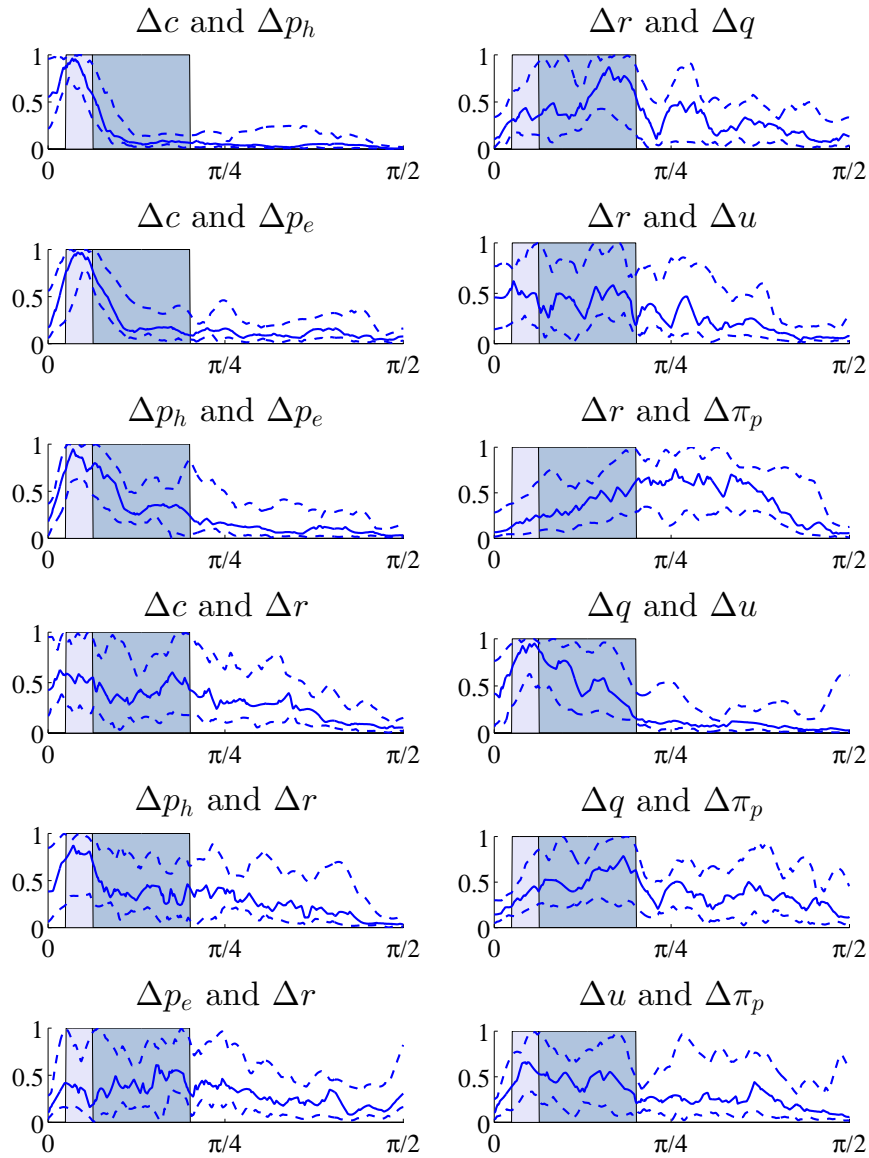 Δc and Δp_h
1
0.5
0
0 π/4 π/2
Δr and Δq
1
0.5
0
0 π/4 π/2
Δc and Δp_e
1
0.5
0
0 π/4 π/2
Δr and Δu
1
0.5
0
0 π/4 π/2
Δp_h and Δp_e
1
0.5
0
0 π/4 π/2
Δr and Δπ_p
1
0.5
0
0 π/4 π/2
Δc and Δr
1
0.5
0
0 π/4 π/2
Δq and Δu
1
0.5
0
0 π/4 π/2
Δp_h and Δr
1
0.5
0
0 π/4 π/2
Δq and Δπ_p
1
0.5
0
0 π/4 π/2
Δp_e and Δr
1
0.5
0
0 π/4 π/2
Δu and Δπ_p
1
0.5
0
0 π/4 π/2